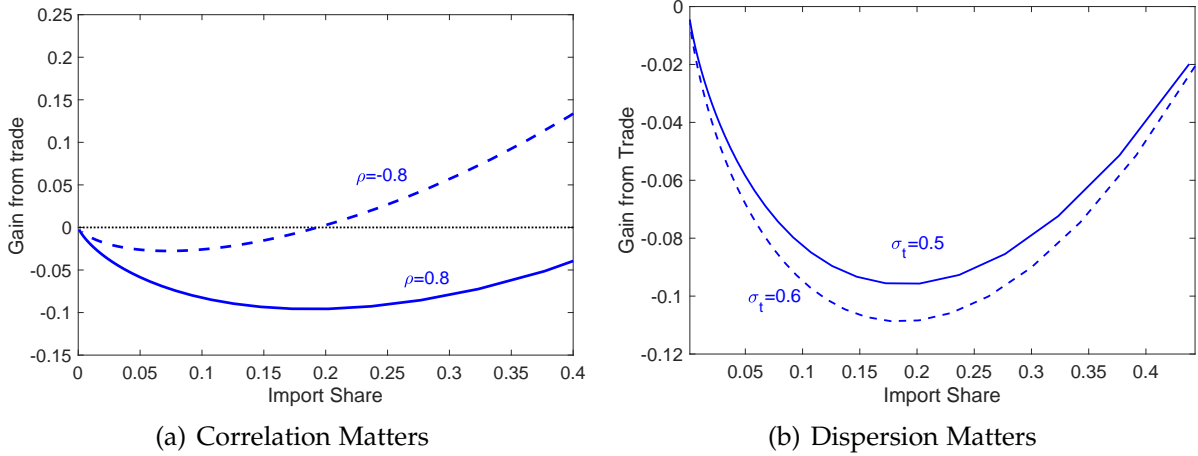 0.25
0.2
0.15
0.1
0.05
0
-0.05
-0.1
-0.15
Gain from trade
ρ=-0.8
ρ=0.8
0 0.05 0.1 0.15 0.2 0.25 0.3 0.35 0.4
Import Share
(a) Correlation Matters
0
-0.02
-0.04
-0.06
-0.08
-0.1
-0.12
Gain from Trade
σt=0.5
σt=0.6
0.05 0.1 0.15 0.2 0.25 0.3 0.35 0.4
Import Share
(b) Dispersion Matters